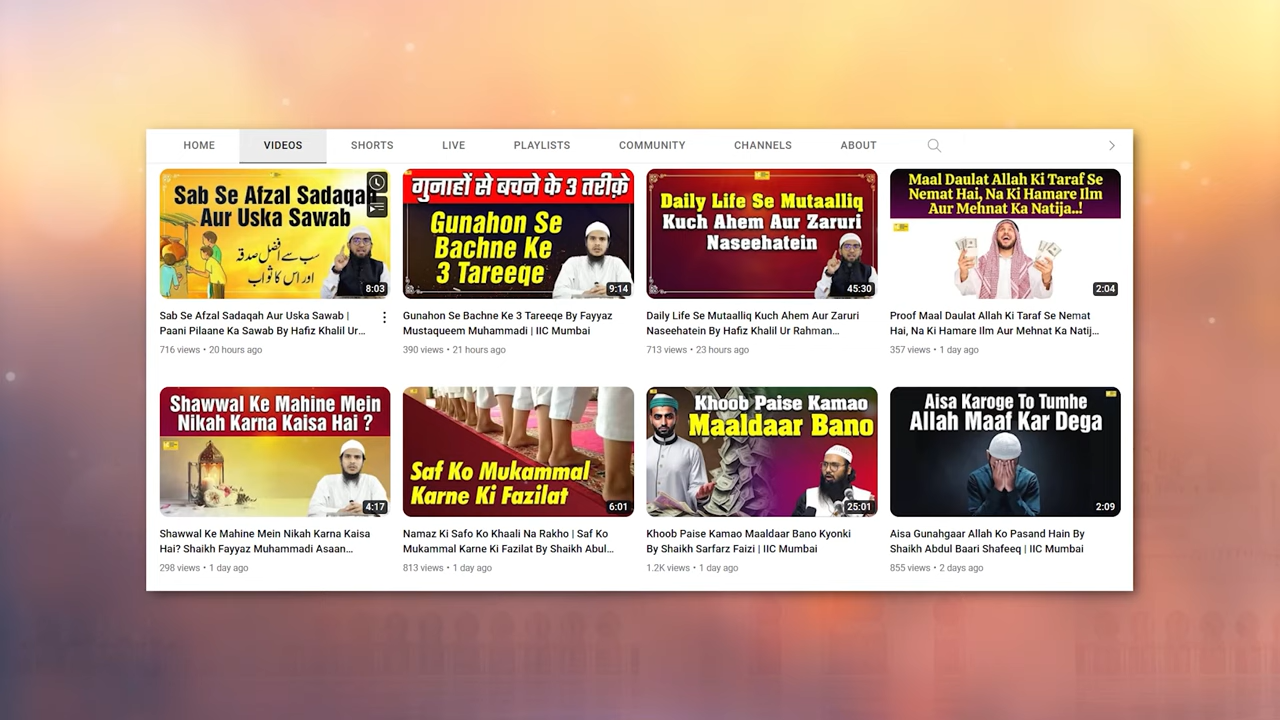 HOME
VIDEOS
SHORTS
LIVE
PLAYLISTS
COMMUNITY
CHANNELS
ABOUT
Sab Se Afzal Sadaqah
Aur Uska Sawab
سب سے افضل صدقہ
اور اس کا ثواب
8:03
Sab Se Afzal Sadaqah Aur Uska Sawab |
Paani Pilaane Ka Sawab By Hafiz Khalil Ur...
716 views • 20 hours ago
गुनाहों से बचने के 3 तरीक़े
Gunahon Se
Bachne Ke
3 Tareeqe
9:14
Gunahon Se Bachne Ke 3 Tareeqe By Fayyaz
Mustaqueem Muhammadi | IIC Mumbai
390 views • 21 hours ago
Daily Life Se Mutaalliq
Kuch Ahem Aur Zaruri
Naseehatein
45:30
Daily Life Se Mutaalliq Kuch Ahem Aur Zaruri
Naseehatein By Hafiz Khalil Ur Rahman...
713 views • 23 hours ago
Maal Daulat Allah Ki Taraf Se
Nemat Hai, Na Ki Hamare Ilm
Aur Mehnat Ka Natija..!
2:04
Proof Maal Daulat Allah Ki Taraf Se Nemat
Hai, Na Ki Hamare Ilm Aur Mehnat Ka Natij...
357 views • 1 day ago
Shawwal Ke Mahine Mein
Nikah Karna Kaisa Hai ?
4:17
Shawwal Ke Mahine Mein Nikah Karna Kaisa
Hai? Shaikh Fayyaz Muhammadi Asaan...
298 views • 1 day ago
Saf Ko Mukammal
Karne Ki Fazilat
6:01
Namaz Ki Safo Ko Khaali Na Rakho | Saf Ko
Mukammal Karne Ki Fazilat By Shaikh Abul...
813 views • 1 day ago
Khoob Paise Kamao
Maaldaar Bano
25:01
Khoob Paise Kamao Maaldaar Bano Kyonki
By Shaikh Sarfarz Faizi | IIC Mumbai
1.2K views • 1 day ago
Aisa Karoge To Tumhe
Allah Maaf Kar Dega
2:09
Aisa Gunahgaar Allah Ko Pasand Hain By
Shaikh Abdul Baari Shafeeq | IIC Mumbai
855 views • 2 days ago